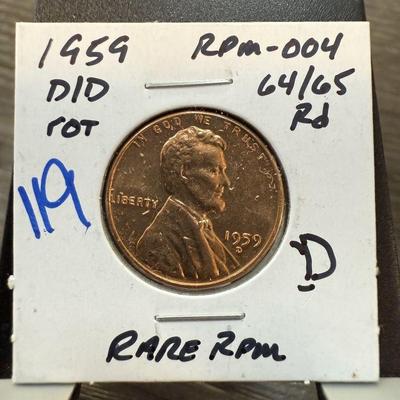 1959 RPM-004
D/D 64/65
rot Rd
119
IN GOD WE TRUST
LIBERTY
1959
D
D
RARE RPM